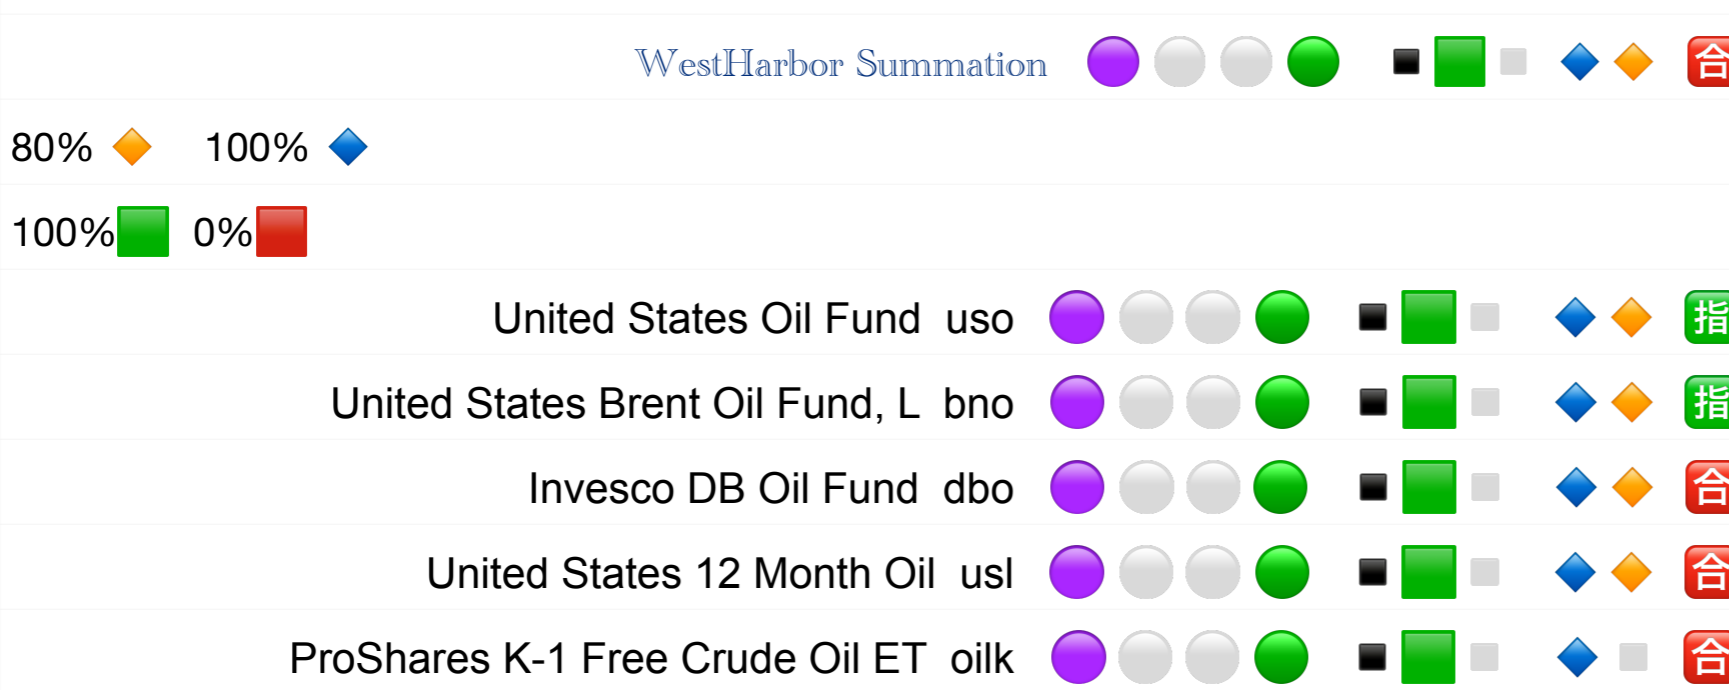 WestHarbor Summation 合
80% 100%
100% 0%
United States Oil Fund uso 指
United States Brent Oil Fund, L bno 指
Invesco DB Oil Fund dbo 合
United States 12 Month Oil usl 合
ProShares K-1 Free Crude Oil ET oilk 合